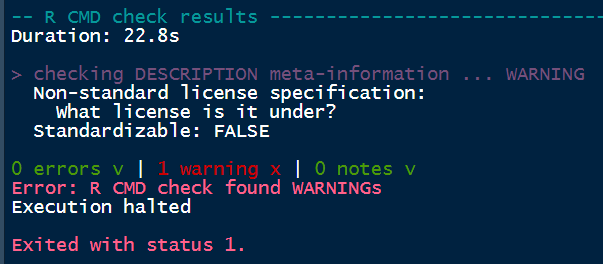 -- R CMD check results ---------------------------------
Duration: 22.8s
> checking DESCRIPTION meta-information ... WARNING
Non-standard license specification:
What license is it under?
Standardizable: FALSE
0 errors v | 1 warning x | 0 notes v
Error: R CMD check found WARNINGs
Execution halted
Exited with status 1.